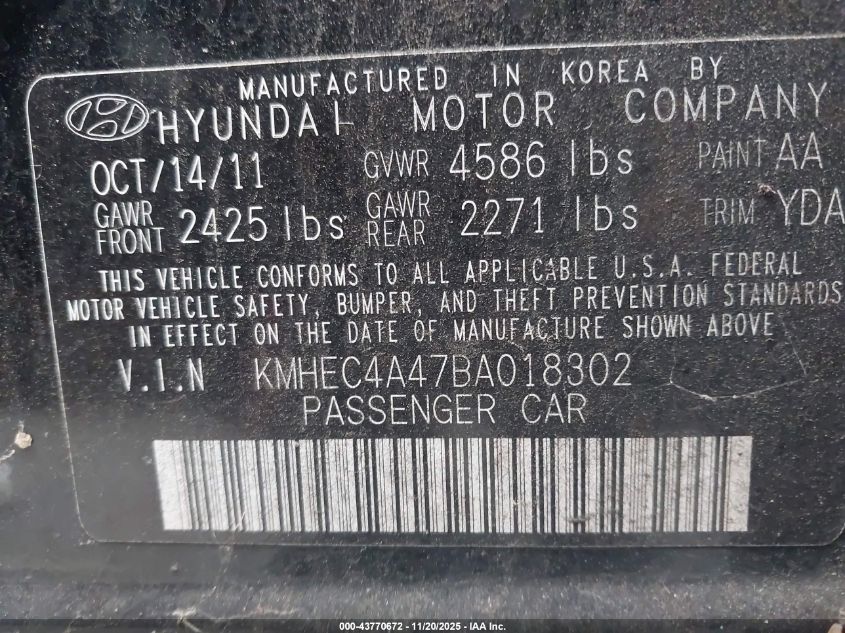 MANUFACTURED IN KOREA BY
HYUNDAI MOTOR COMPANY
OCT/14/11 GVWR 4586 lbs PAINT AA
GAWR FRONT 2425 lbs GAWR REAR 2271 lbs TRIM YDA
THIS VEHICLE CONFORMS TO ALL APPLICABLE U.S.A. FEDERAL
MOTOR VEHICLE SAFETY, BUMPER, AND THEFT PREVENTION STANDARDS
IN EFFECT ON THE DATE OF MANUFACTURE SHOWN ABOVE
V.I.N KMHEC4A47BA018302
PASSENGER CAR
000-43770672 - 11/20/2025 - IAA Inc.